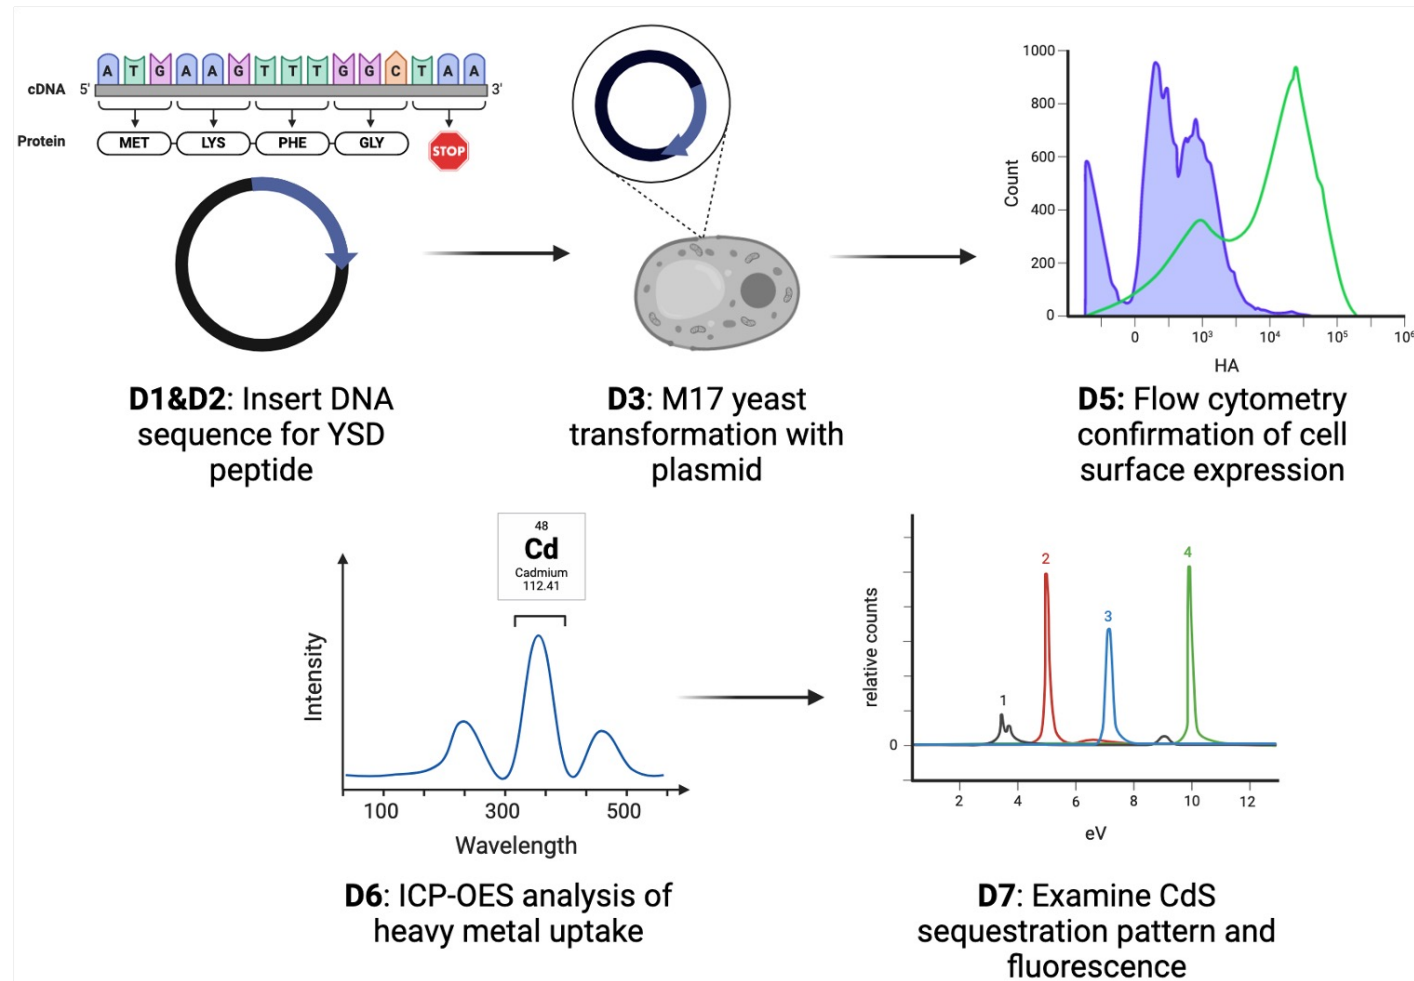 A T G A A G T T T G G C T A A
cDNA 5' 3'
Protein MET LYS PHE GLY STOP
D1&D2: Insert DNA
sequence for YSD
peptide
D3: M17 yeast
transformation with
plasmid
1000
800
600
400
200
0
Count
0 10³ 10⁴ 10⁵ 10⁶
HA
D5: Flow cytometry
confirmation of cell
surface expression
48
Cd
Cadmium
112.41
Intensity
100 300 500
Wavelength
D6: ICP-OES analysis of
heavy metal uptake
relative counts
0
1
2
3
4
2 4 6 8 10 12
eV
D7: Examine CdS
sequestration pattern and
fluorescence